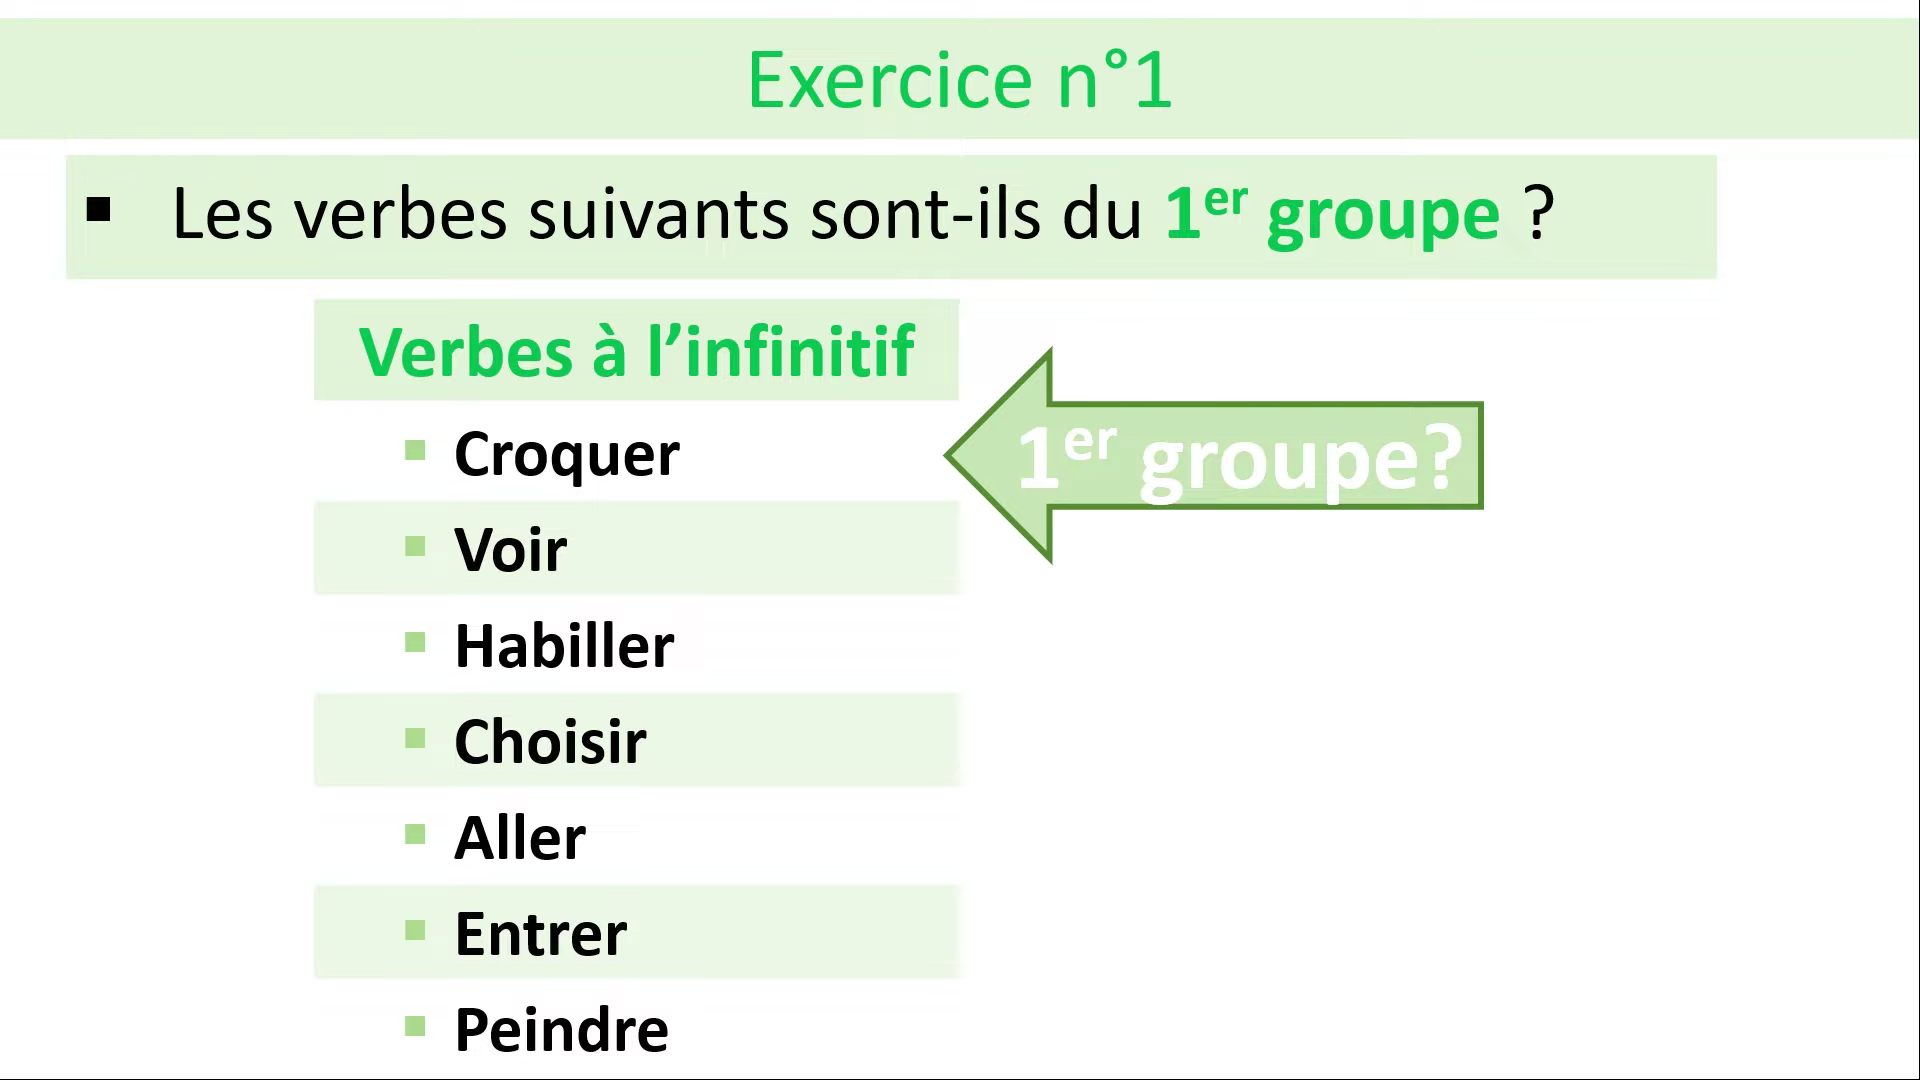 Exercice n°1
▪ Les verbes suivants sont-ils du 1er groupe ?
Verbes à l’infinitif
▪ Croquer
1er groupe?
▪ Voir
▪ Habiller
▪ Choisir
▪ Aller
▪ Entrer
▪ Peindre